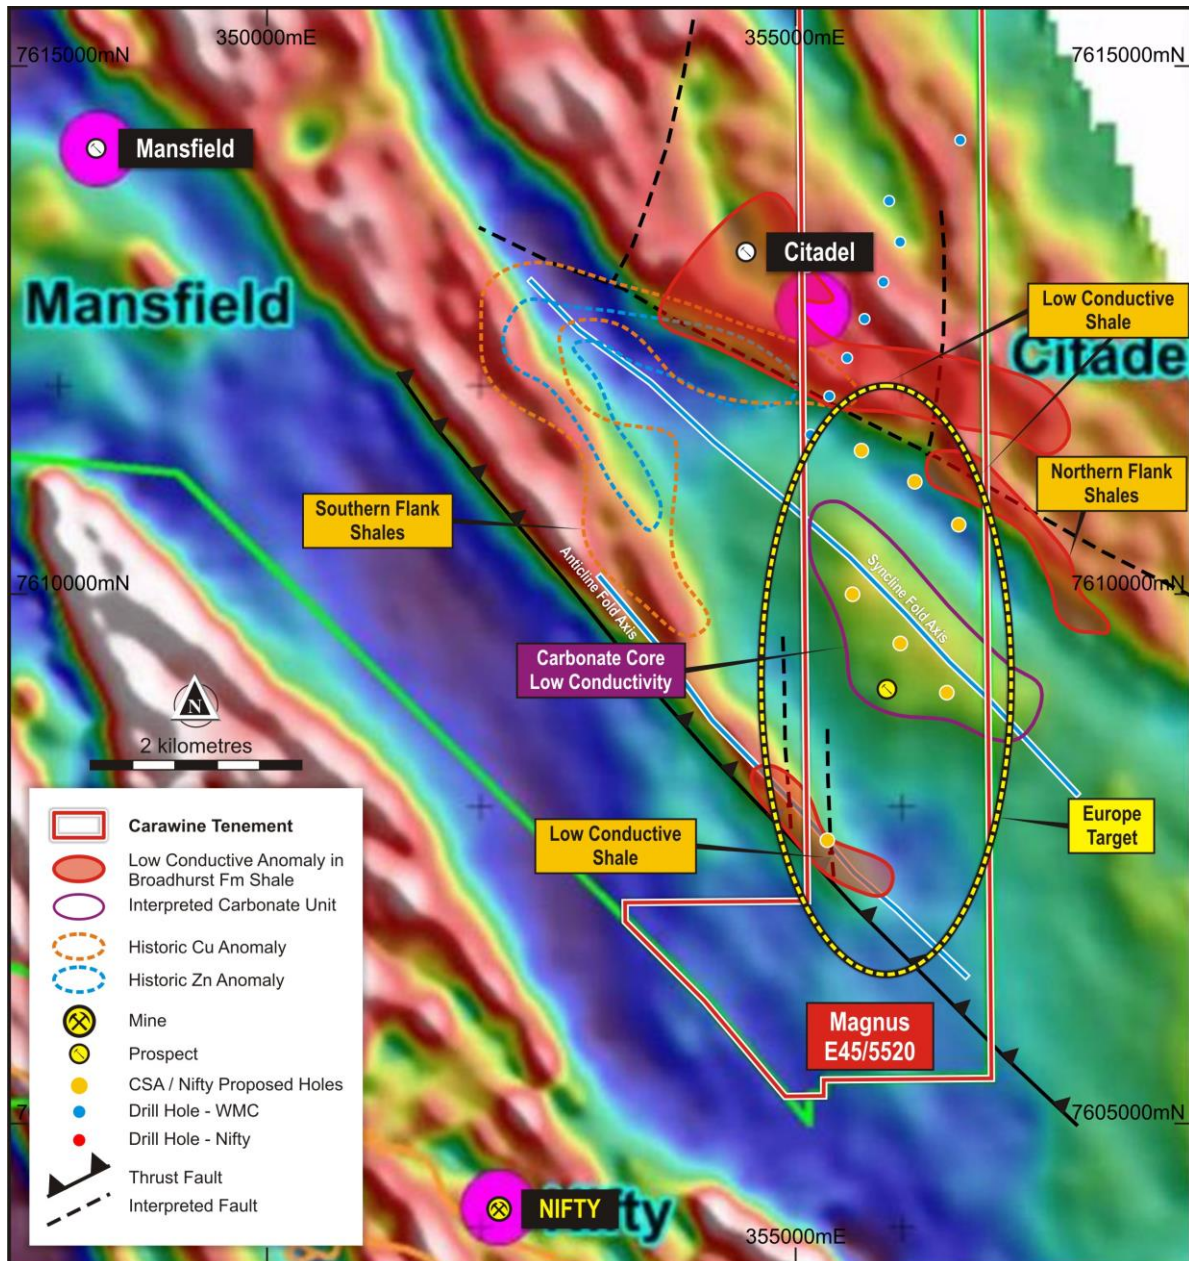 350000mE
355000mE
7615000mN
7615000mN
Mansfield
Citadel
Mansfield
Low Conductive
Shale
Citade
Northern Flank
Shales
Southern Flank
Shales
7610000mN
7610000mN
Anticline Fold Axis
Syncline Fold Axis
Carbonate Core
Low Conductivity
N
2 kilometres
Europe
Target
Low Conductive
Shale
Carawine Tenement
Low Conductive Anomaly in
Broadhurst Fm Shale
Interpreted Carbonate Unit
Historic Cu Anomaly
Historic Zn Anomaly
Mine
Prospect
CSA / Nifty Proposed Holes
Drill Hole - WMC
Drill Hole - Nifty
Thrust Fault
Interpreted Fault
Magnus
E45/5520
7605000mN
NIFTY
fty
355000mE